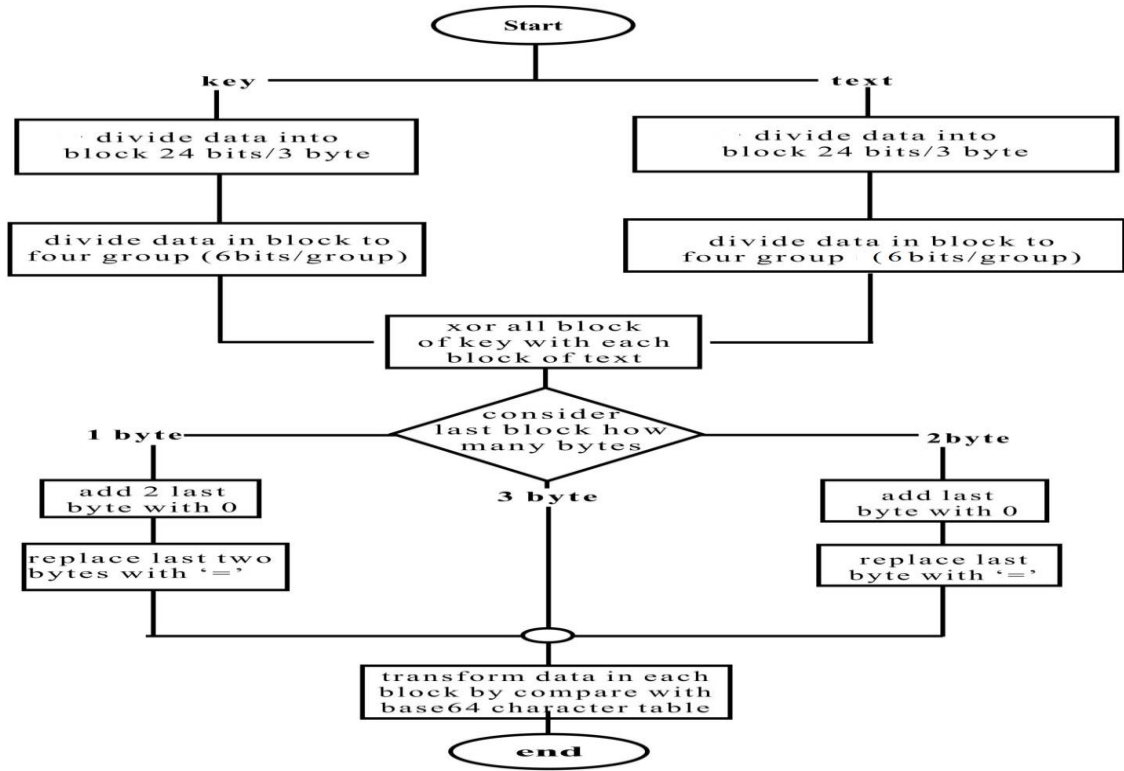 Start
key
text
divide data into
block 24 bits/3 byte
divide data into
block 24 bits/3 byte
divide data in block to
four group (6bits/group)
divide data in block to
four group (6bits/group)
xor all block
of key with each
block of text
consider
last block how
many bytes
1 byte
2byte
3 byte
add 2 last
byte with 0
add last
byte with 0
replace last two
bytes with ‘=’
replace last
byte with ‘=’
transform data in each
block by compare with
base64 character table
end